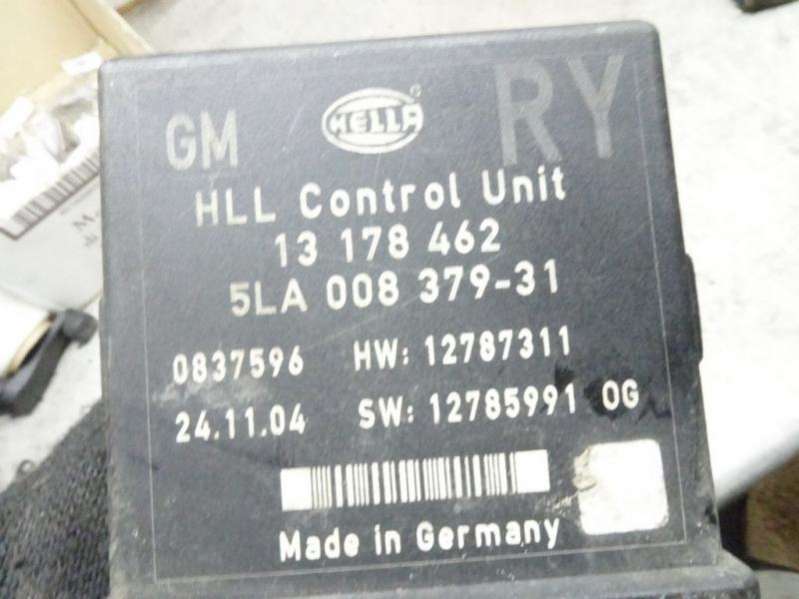 GM HELLA ® RY
HLL Control Unit
13 178 462
5LA 008 379-31
0837596 HW: 12787311
24.11.04 SW: 12785991 OG
Made in Germany